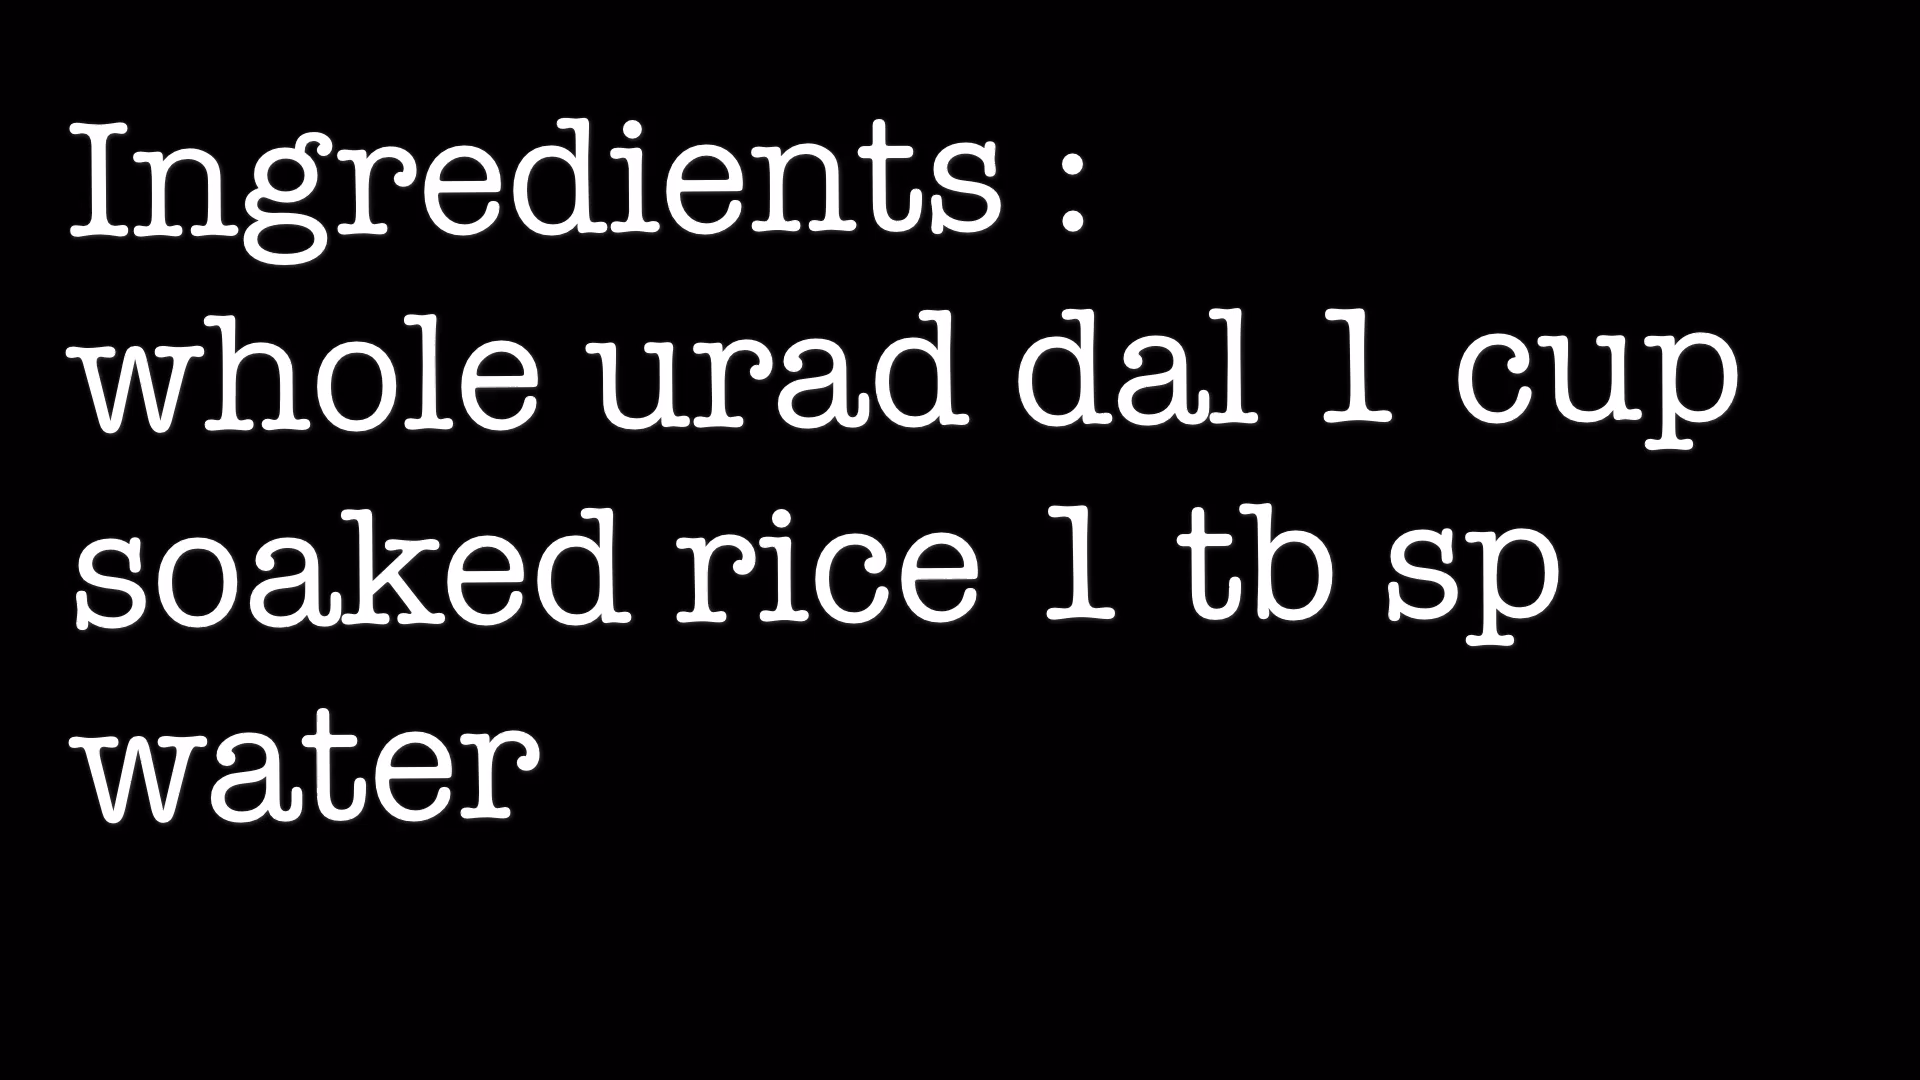 Ingredients :
whole urad dal 1 cup
soaked rice 1 tb sp
water